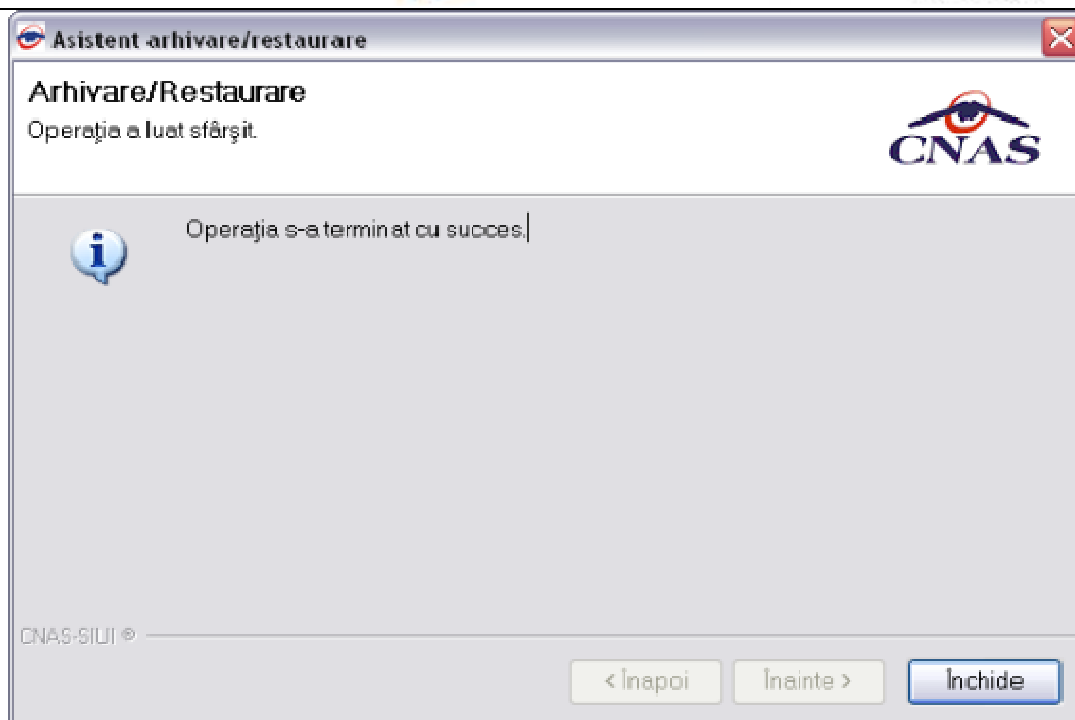 Asistent arhivare/restaurare
Arhivare/Restaurare
Operaţia a luat sfârşit.
CNAS
Operaţia s-a terminat cu succes.
CNAS-SIUI ®
< Înapoi
Înainte >
Închide